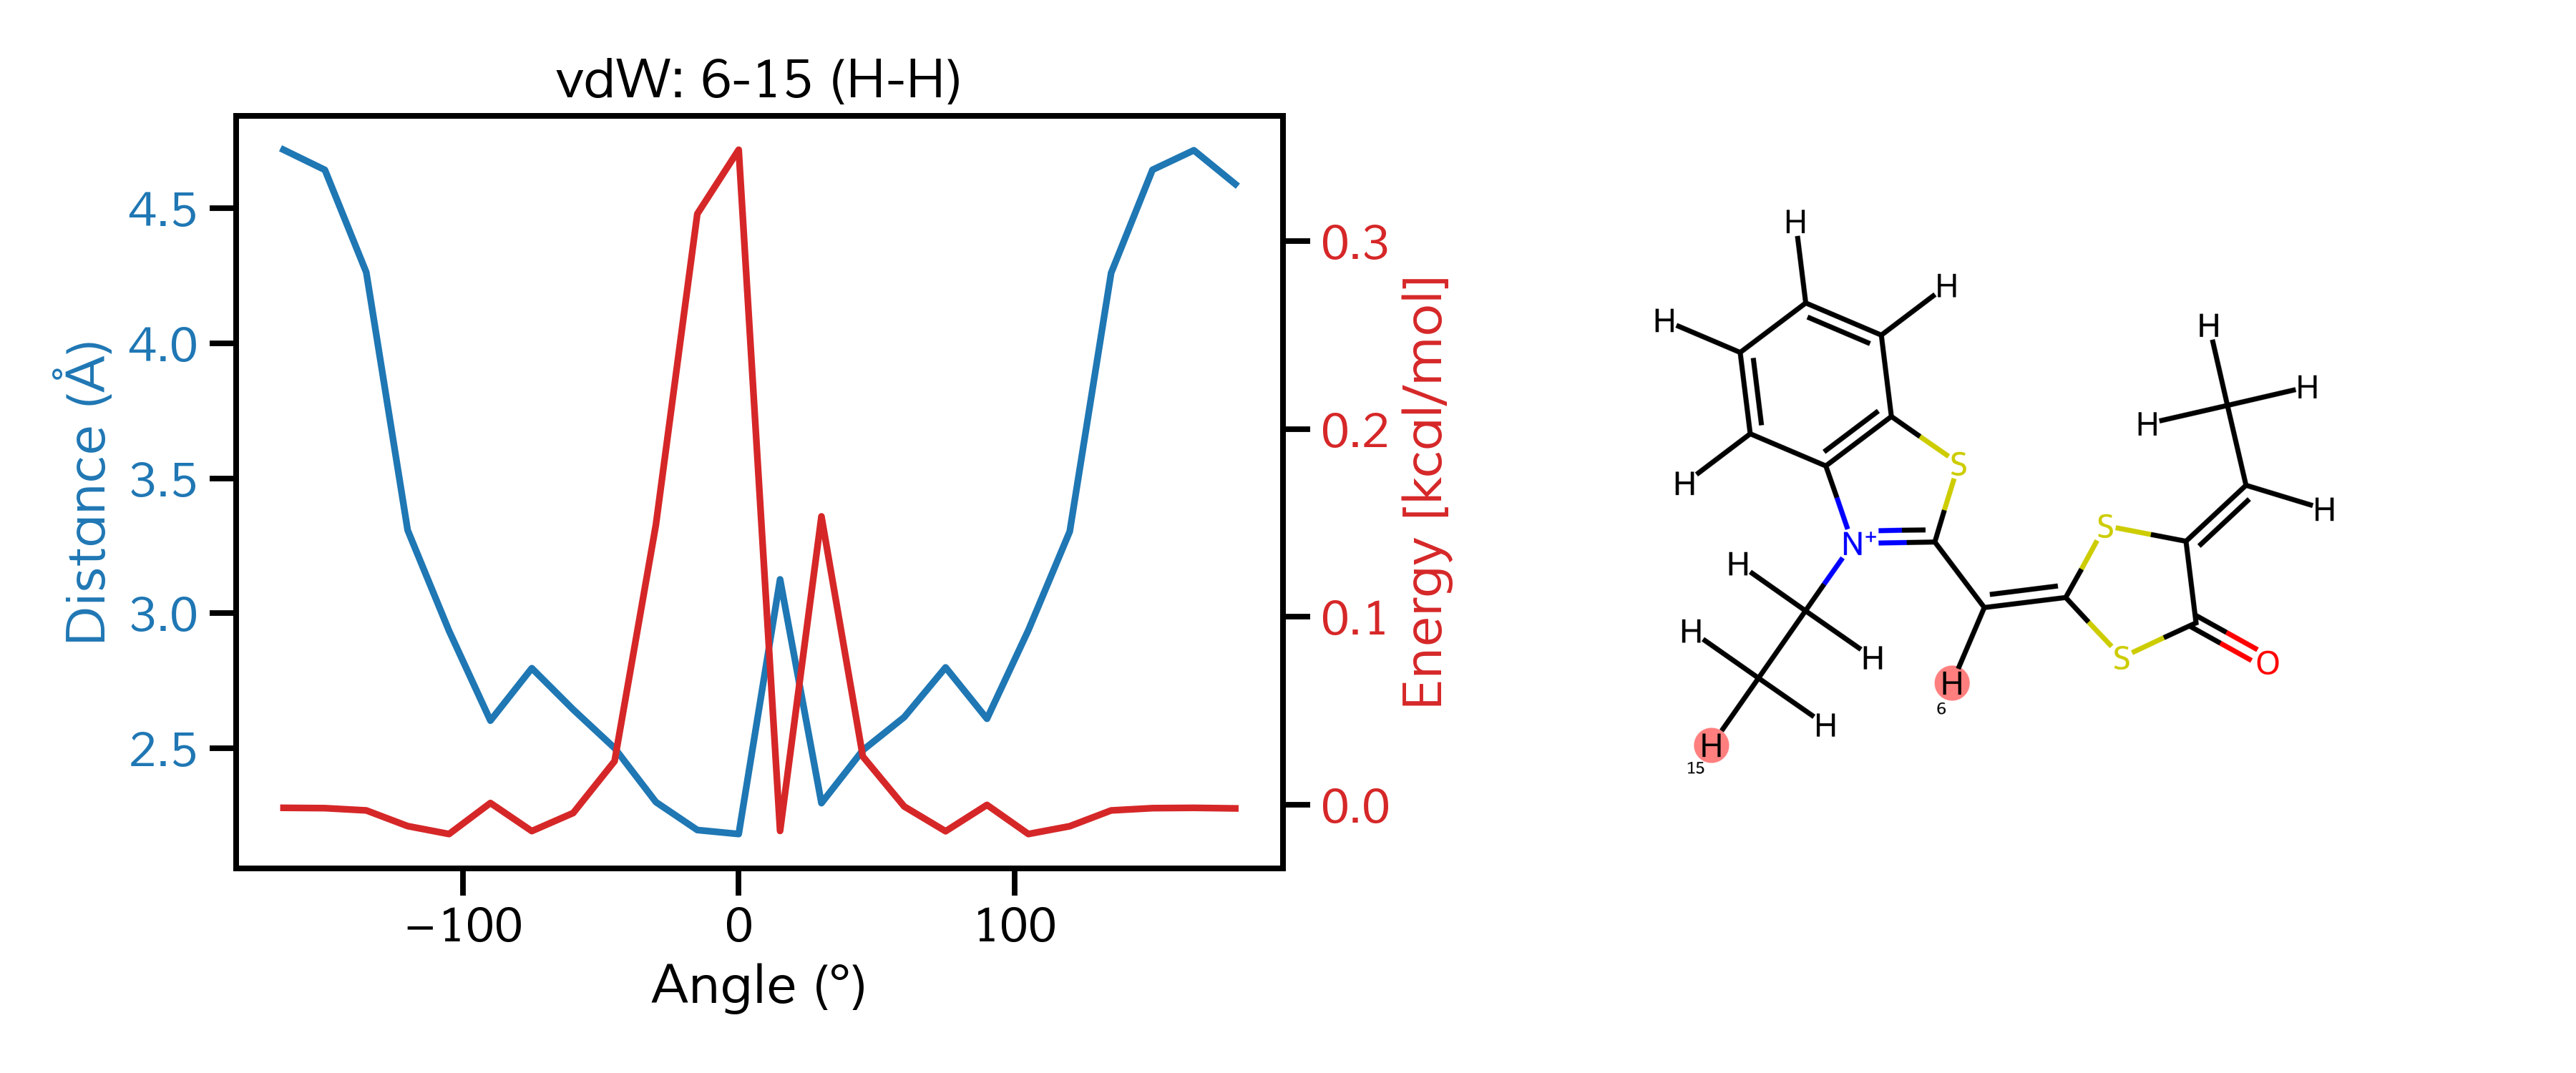 vdW: 6-15 (H-H)
Distance (Å)
4.5
4.0
3.5
3.0
2.5
−100
0
100
Angle (°)
0.3
0.2
0.1
0.0
Energy [kcal/mol]
H
H
H
H
H
H
H
S
H
H
S
N+
H
H
H
S
O
H
6
H
H
15